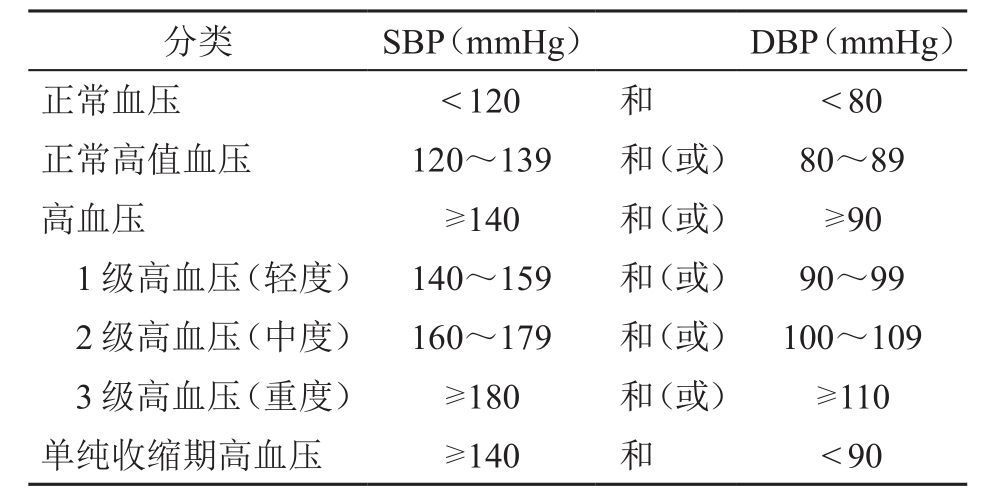 分类 SBP（mmHg） DBP（mmHg）
正常血压 <120 和 <80
正常高值血压 120～139 和（或） 80～89
高血压 ≥140 和（或） ≥90
1级高血压（轻度） 140～159 和（或） 90～99
2级高血压（中度） 160～179 和（或） 100～109
3级高血压（重度） ≥180 和（或） ≥110
单纯收缩期高血压 ≥140 和 <90